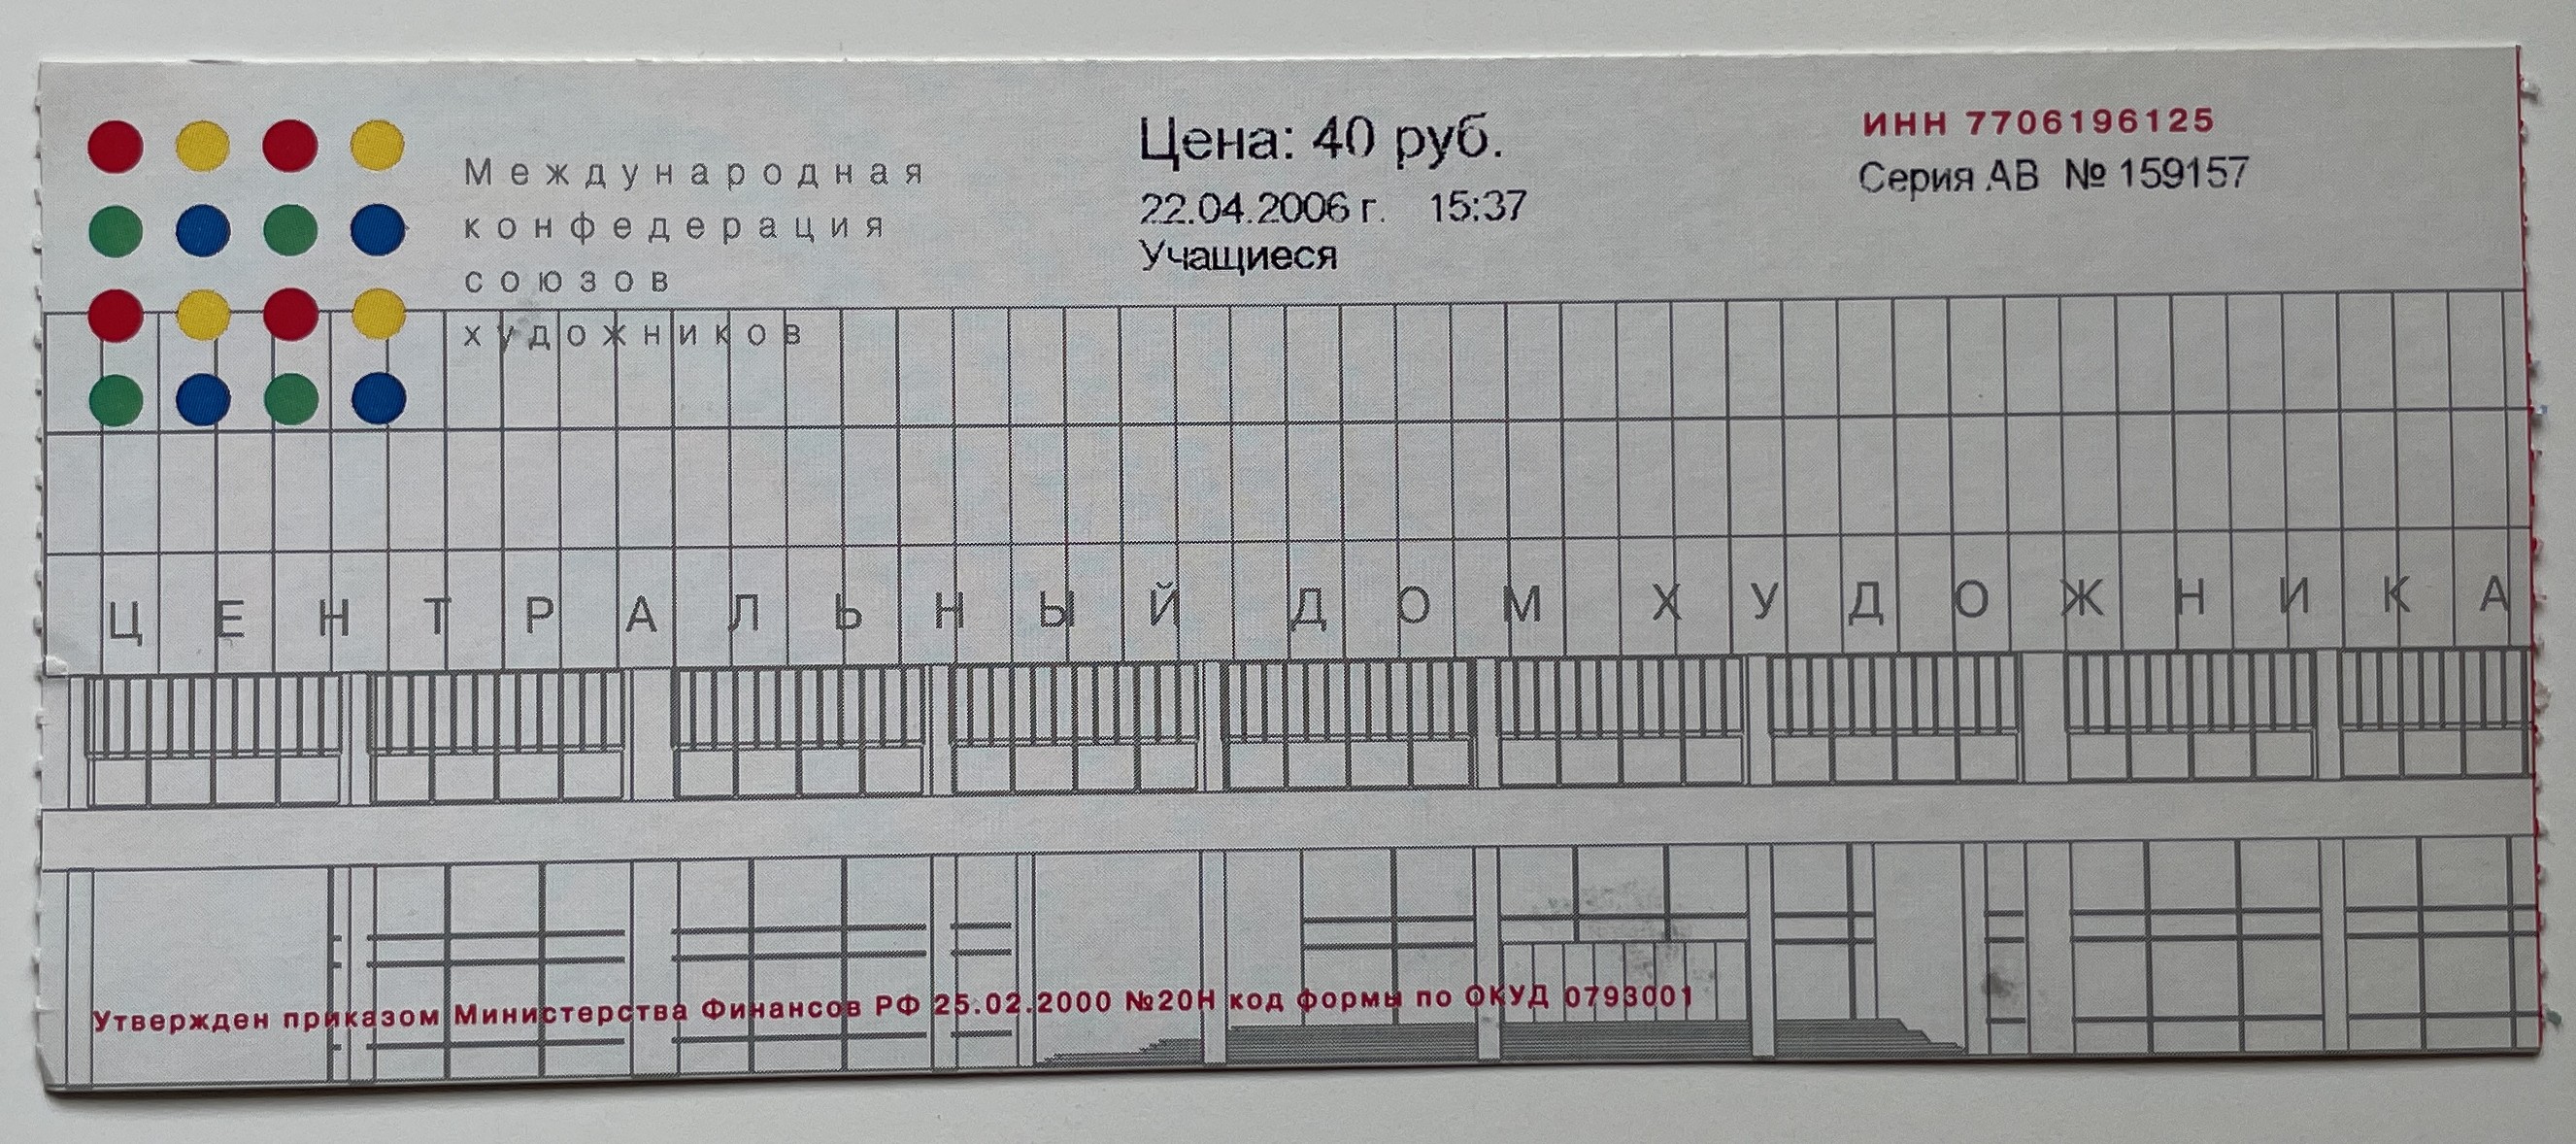 Международная
конфедерация
союзов
художников
Цена: 40 руб.
22.04.2006 г. 15:37
Учащиеся
ИНН 7706196125
Серия АВ № 159157
ЦЕНТРАЛЬНЫЙ ДОМ ХУДОЖНИКА
Утвержден приказом Министерства Финансов РФ 25.02.2000 №20Н код формы по ОКУД 0793001